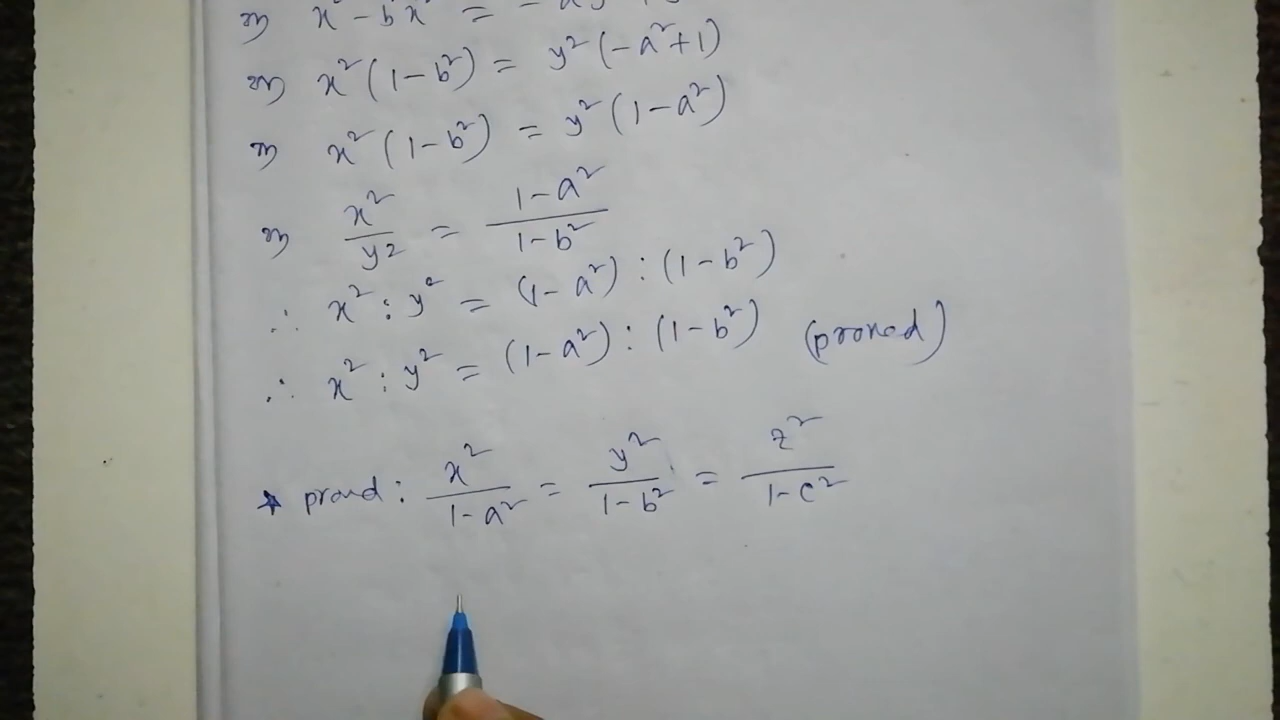 ⇒ x² - b²x² = - a
⇒ x² (1 - b²) = y² (-a² + 1)
⇒ x² (1 - b²) = y² (1 - a²)
⇒ x²/y² = 1 - a²/1 - b²
∴ x² : y² = (1 - a²) : (1 - b²)
∴ x² : y² = (1 - a²) : (1 - b²) (proved)
* proved : x²/1 - a² = y²/1 - b² = z²/1 - c²